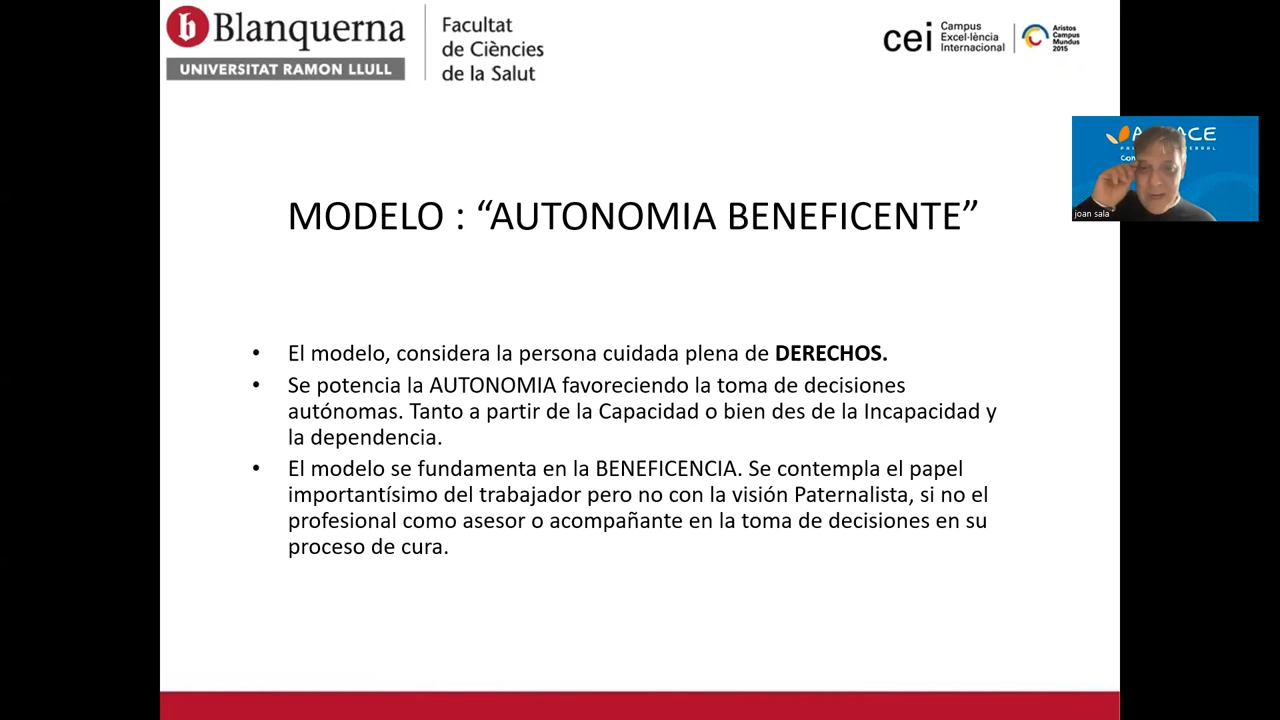 b Blanquerna
UNIVERSITAT RAMON LLULL
Facultat
de Ciències
de la Salut
cei
Campus
Excel·lència
Internacional
Aristos
Campus
Mundus
2015
joan sala
MODELO : “AUTONOMIA BENEFICENTE”
• El modelo, considera la persona cuidada plena de DERECHOS.
• Se potencia la AUTONOMIA favoreciendo la toma de decisiones
autónomas. Tanto a partir de la Capacidad o bien des de la Incapacidad y
la dependencia.
• El modelo se fundamenta en la BENEFICENCIA. Se contempla el papel
importantísimo del trabajador pero no con la visión Paternalista, si no el
profesional como asesor o acompañante en la toma de decisiones en su
proceso de cura.